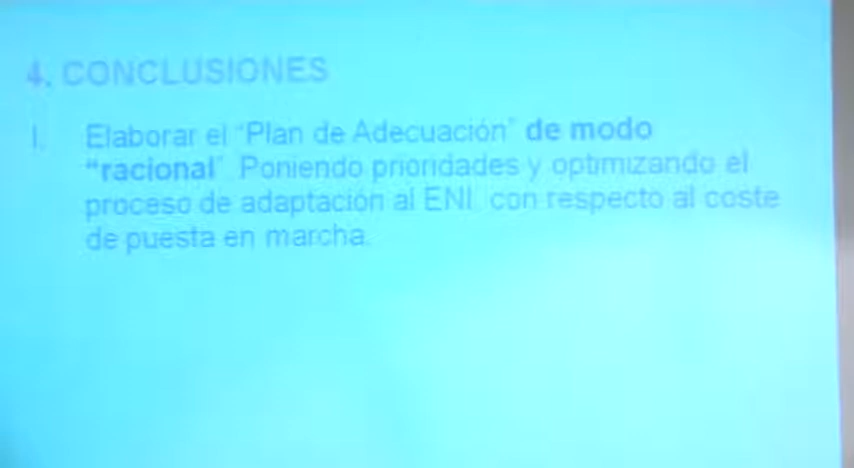 4. CONCLUSIONES
I. Elaborar el “Plan de Adecuación” de modo
“racional”. Poniendo prioridades y optimizando el
proceso de adaptación al ENI, con respecto al coste
de puesta en marcha.